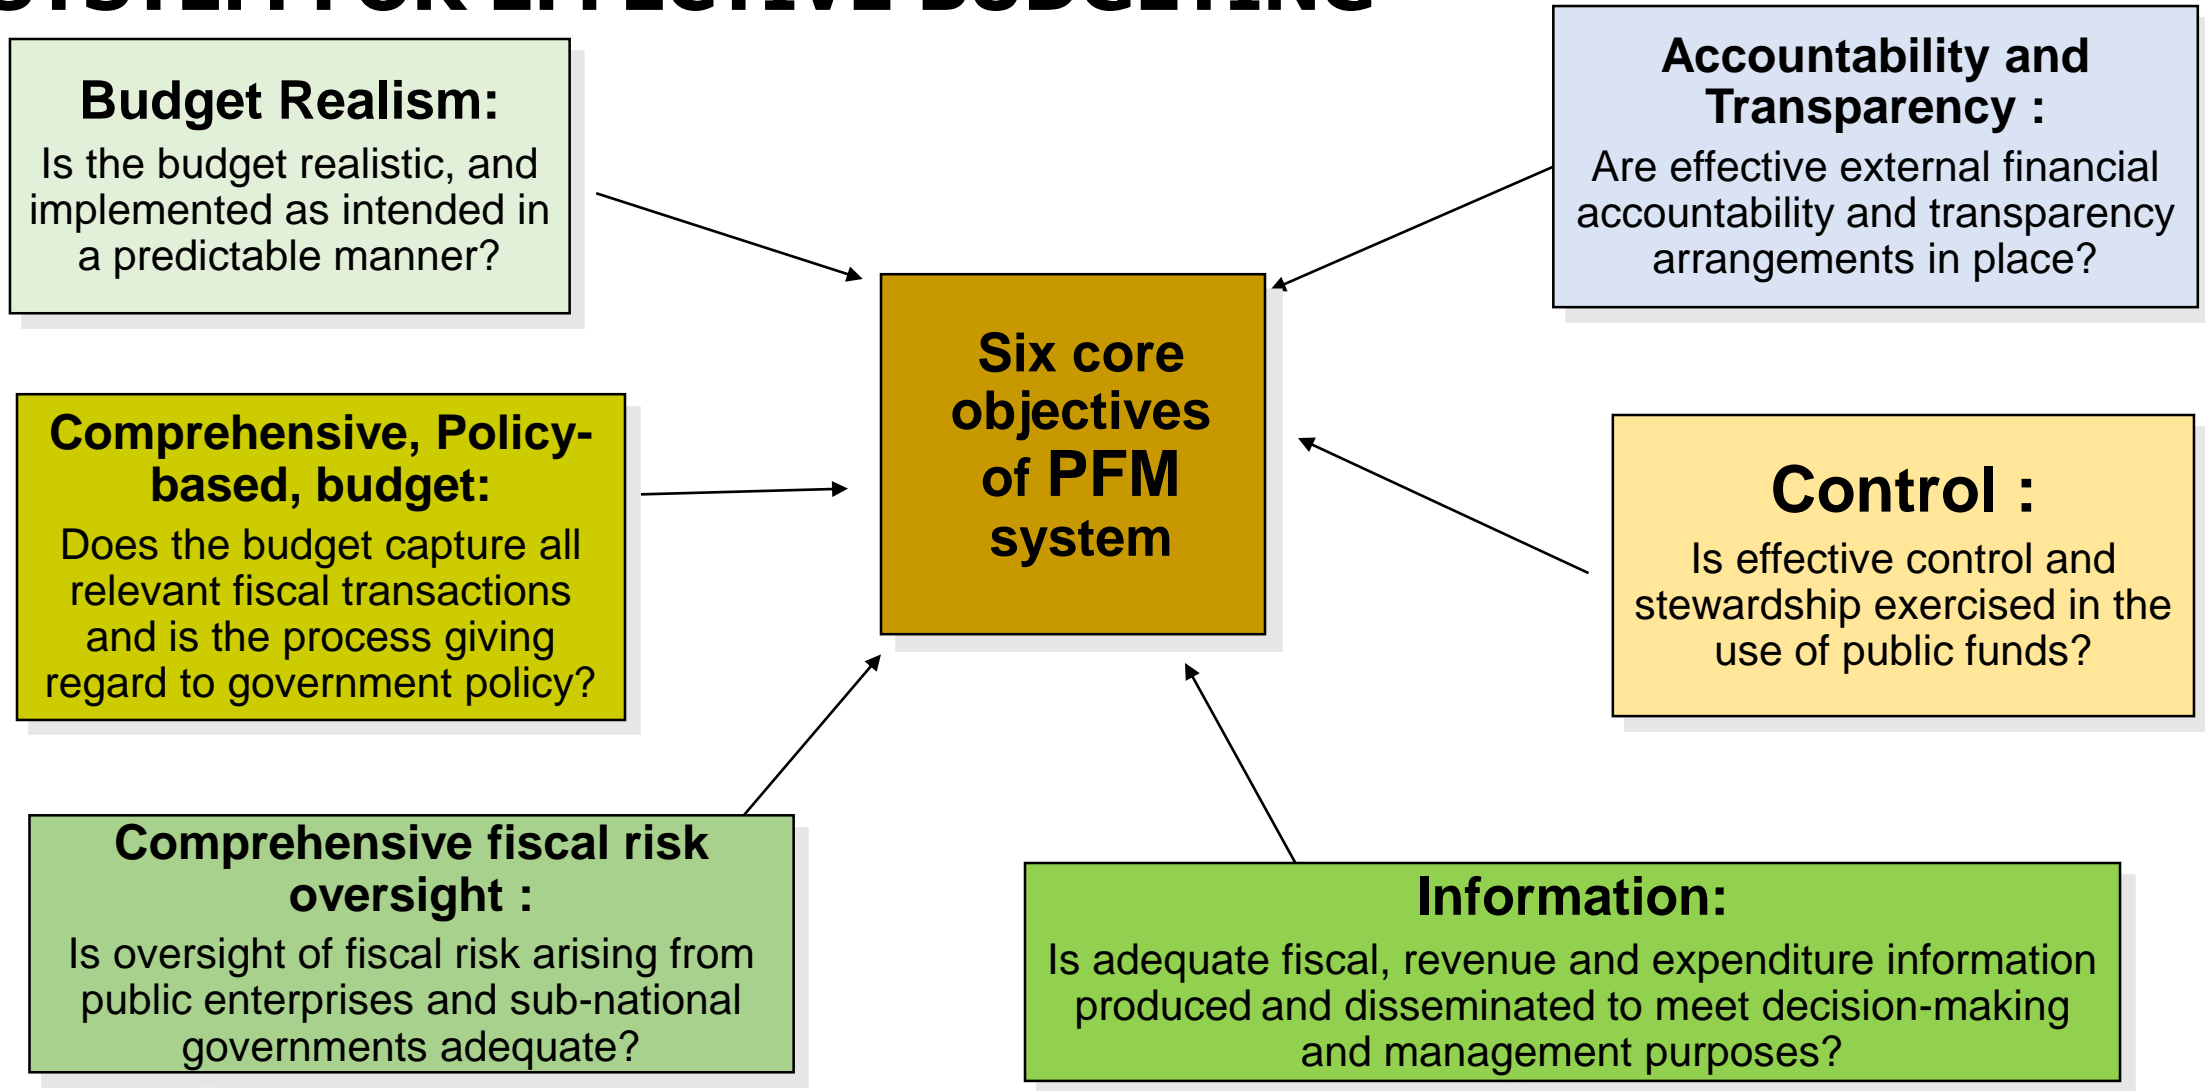 SYSTEM FOR EFFECTIVE BUDGETING
Budget Realism:
Is the budget realistic, and
implemented as intended in
a predictable manner?
Accountability and
Transparency :
Are effective external financial
accountability and transparency
arrangements in place?
Six core
objectives
of PFM
system
Comprehensive, Policy-
based, budget:
Does the budget capture all
relevant fiscal transactions
and is the process giving
regard to government policy?
Control :
Is effective control and
stewardship exercised in the
use of public funds?
Comprehensive fiscal risk
oversight :
Is oversight of fiscal risk arising from
public enterprises and sub-national
governments adequate?
Information:
Is adequate fiscal, revenue and expenditure information
produced and disseminated to meet decision-making
and management purposes?